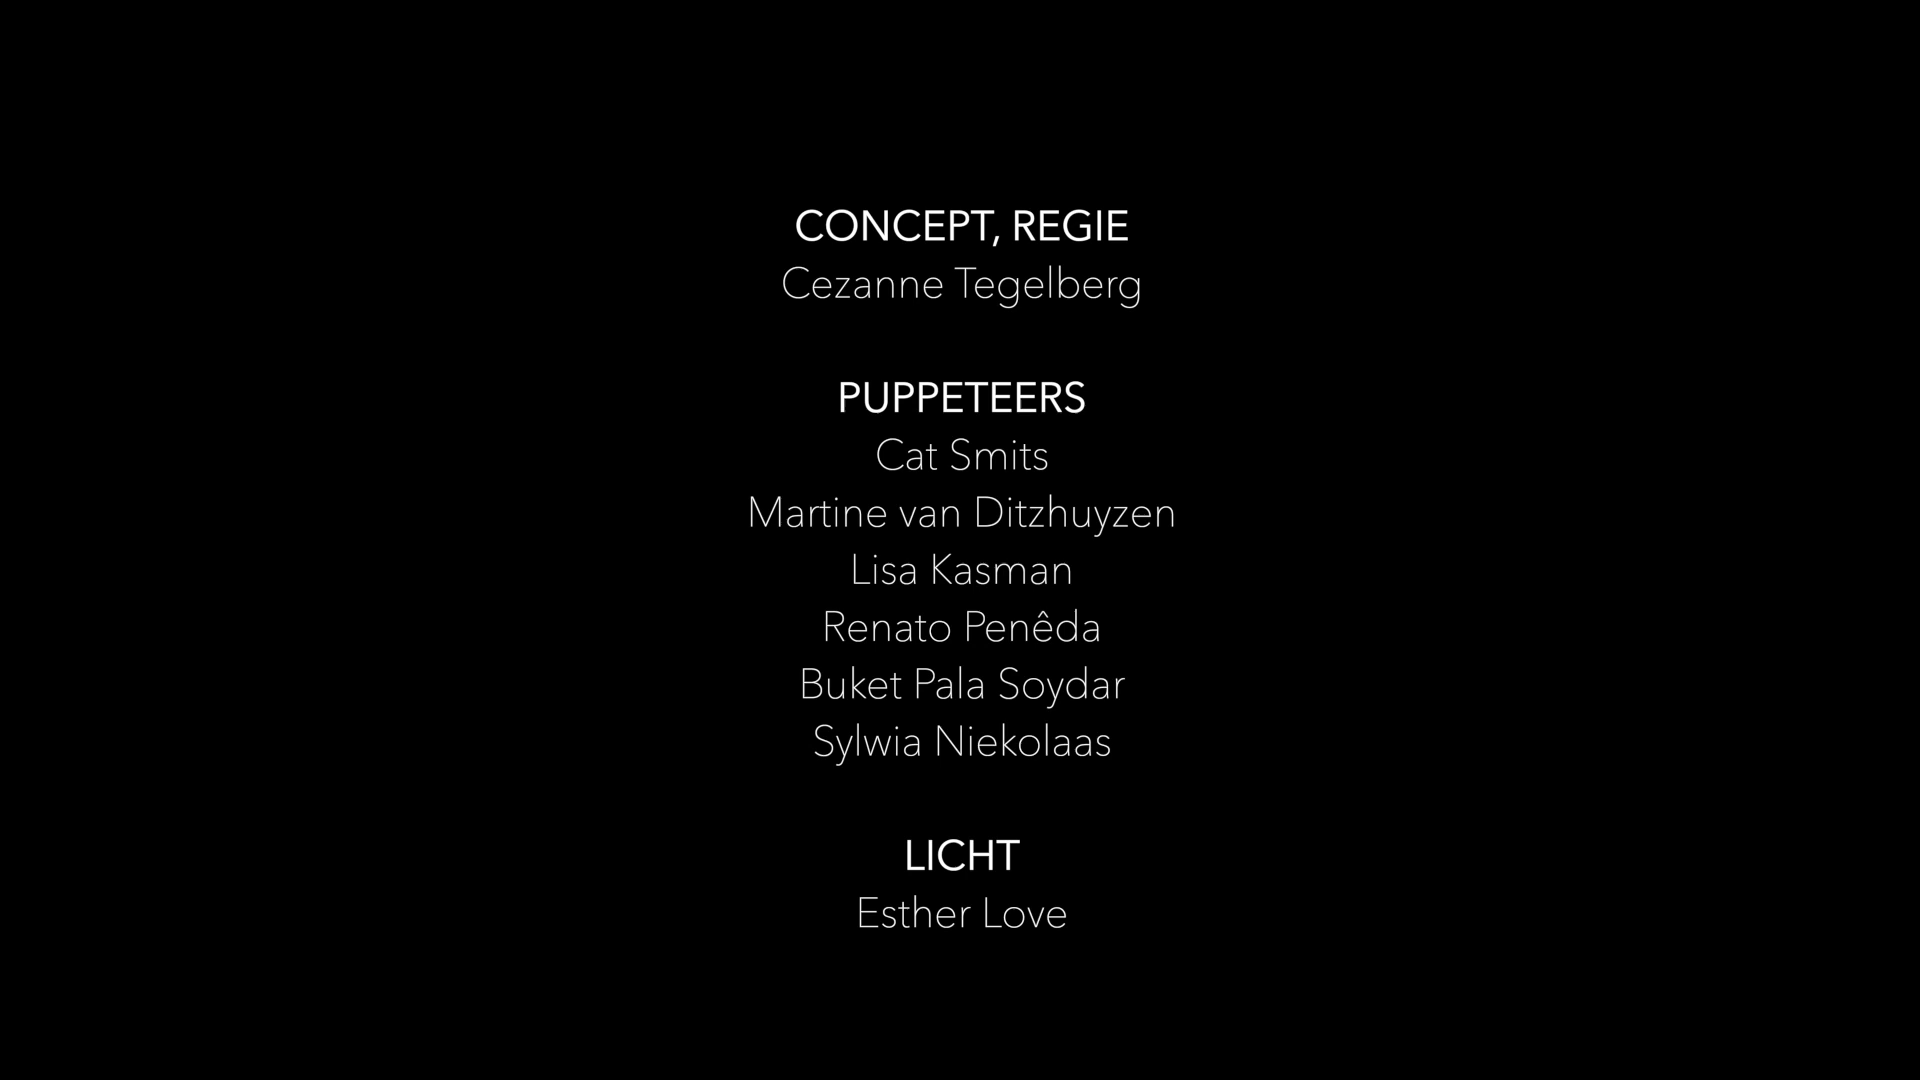 CONCEPT, REGIE
Cezanne Tegelberg
PUPPETEERS
Cat Smits
Martine van Ditzhuyzen
Lisa Kasman
Renato Penêda
Buket Pala Soydar
Sylwia Niekolaas
LICHT
Esther Love